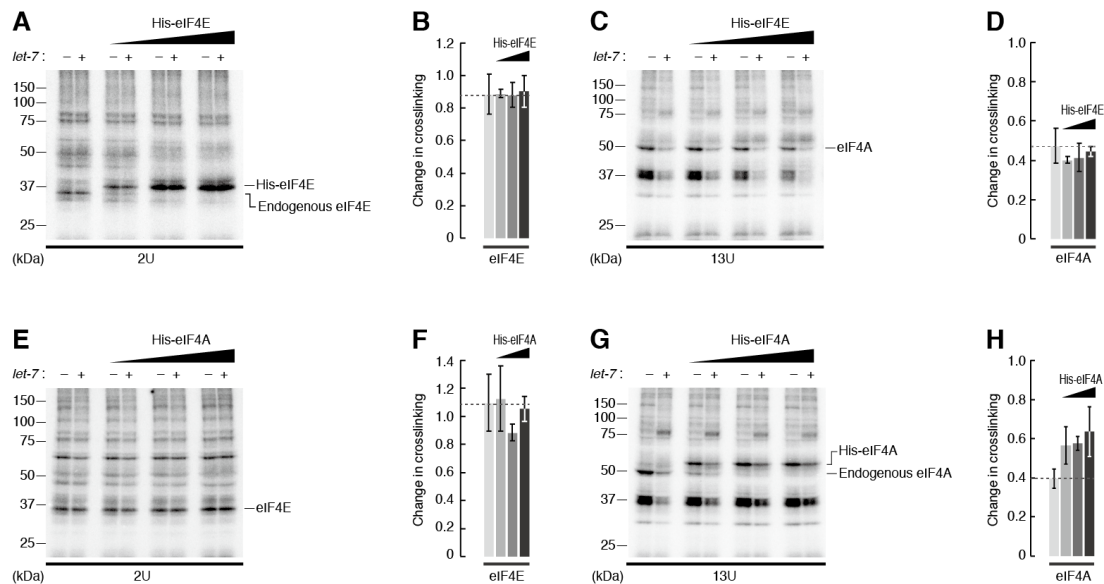 A
His-eIF4E
let-7 : – + – + – + – +
150
100
75
50
37
25
His-eIF4E
Endogenous eIF4E
(kDa)
2U
B
His-eIF4E
Change in crosslinking
1.2
1.0
0.8
0.6
0.4
0.2
0
eIF4E
C
His-eIF4E
let-7 : – + – + – + – +
150
100
75
50
37
25
eIF4A
(kDa)
13U
D
His-eIF4E
Change in crosslinking
1.0
0.8
0.6
0.4
0.2
0
eIF4A
E
His-eIF4A
let-7 : – + – + – + – +
150
100
75
50
37
25
eIF4E
(kDa)
2U
F
His-eIF4A
Change in crosslinking
1.4
1.2
1.0
0.8
0.6
0.4
0.2
0
eIF4E
G
His-eIF4A
let-7 : – + – + – + – +
150
100
75
50
37
25
His-eIF4A
Endogenous eIF4A
(kDa)
13U
H
His-eIF4A
Change in crosslinking
1.0
0.8
0.6
0.4
0.2
0
eIF4A